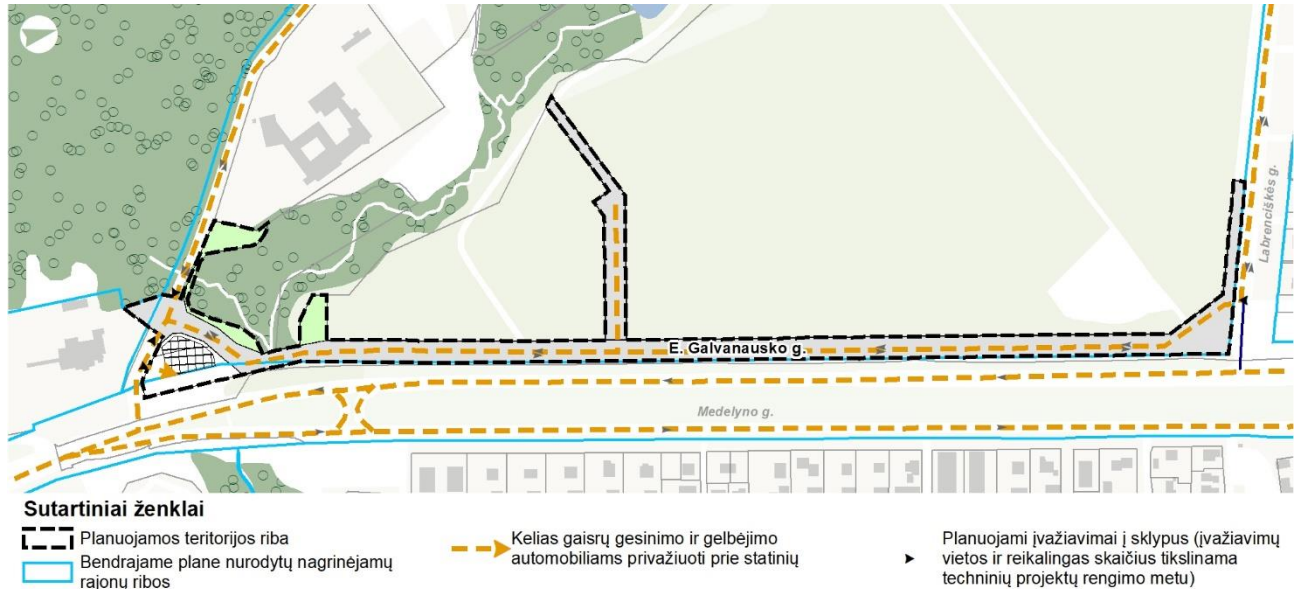 Labrenciškės g.
E. Galvanausko g.
Medelyno g.
Sutartiniai ženklai
Planuojamos teritorijos riba
Bendrajame plane nurodytų nagrinėjamų
rajonų ribos
Kelias gaisrų gesinimo ir gelbėjimo
automobiliams privažiuoti prie statinių
Planuojami įvažiavimai į sklypus (įvažiavimų
vietos ir reikalingas skaičius tikslinama
techninių projektų rengimo metu)